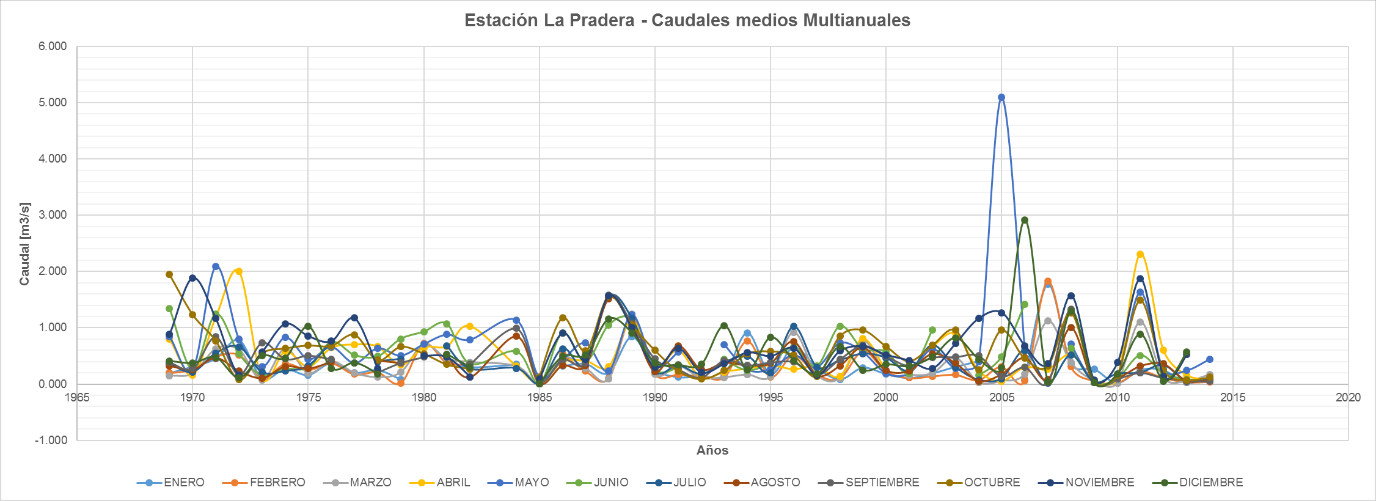 Estación La Pradera - Caudales medios Multianuales
6.000
5.000
4.000
3.000
2.000
1.000
0.000
-1.000
Caudal [m3/s]
1965 1970 1975 1980 1985 1990 1995 2000 2005 2010 2015 2020
Años
ENERO FEBRERO MARZO ABRIL MAYO JUNIO JULIO AGOSTO SEPTIEMBRE OCTUBRE NOVIEMBRE DICIEMBRE